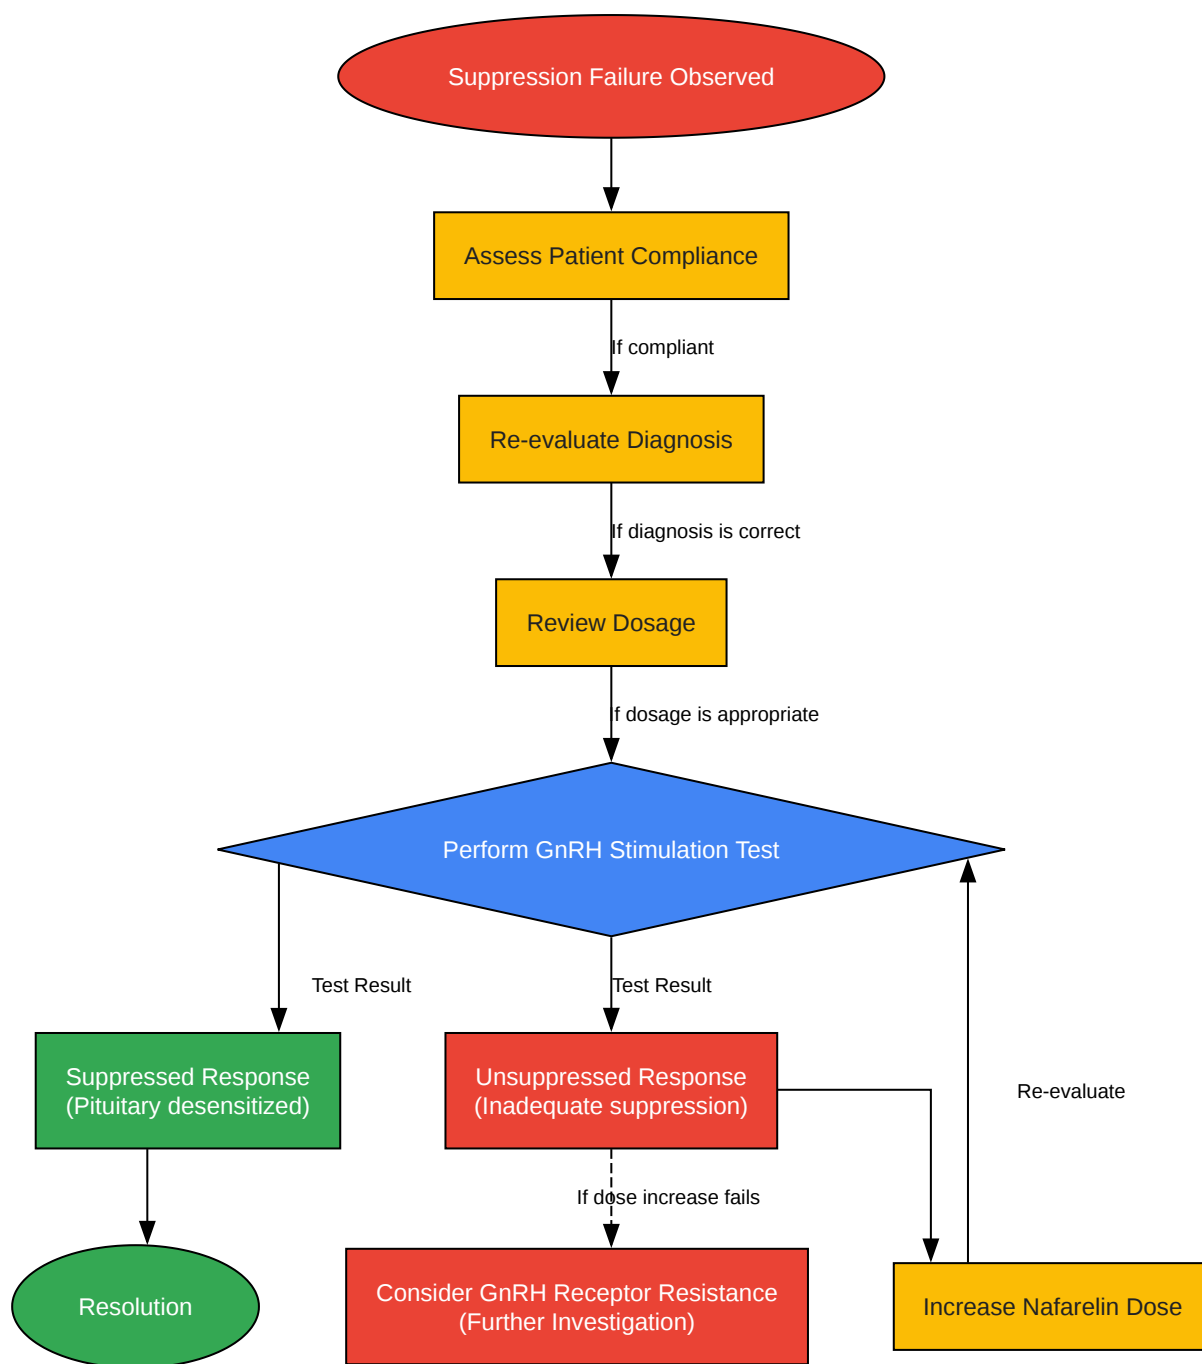 Suppression Failure Observed
Assess Patient Compliance
If compliant
Re-evaluate Diagnosis
If diagnosis is correct
Review Dosage
If dosage is appropriate
Perform GnRH Stimulation Test
Test Result
Test Result
Suppressed Response
(Pituitary desensitized)
Unsuppressed Response
(Inadequate suppression)
Re-evaluate
If dose increase fails
Resolution
Consider GnRH Receptor Resistance
(Further Investigation)
Increase Nafarelin Dose